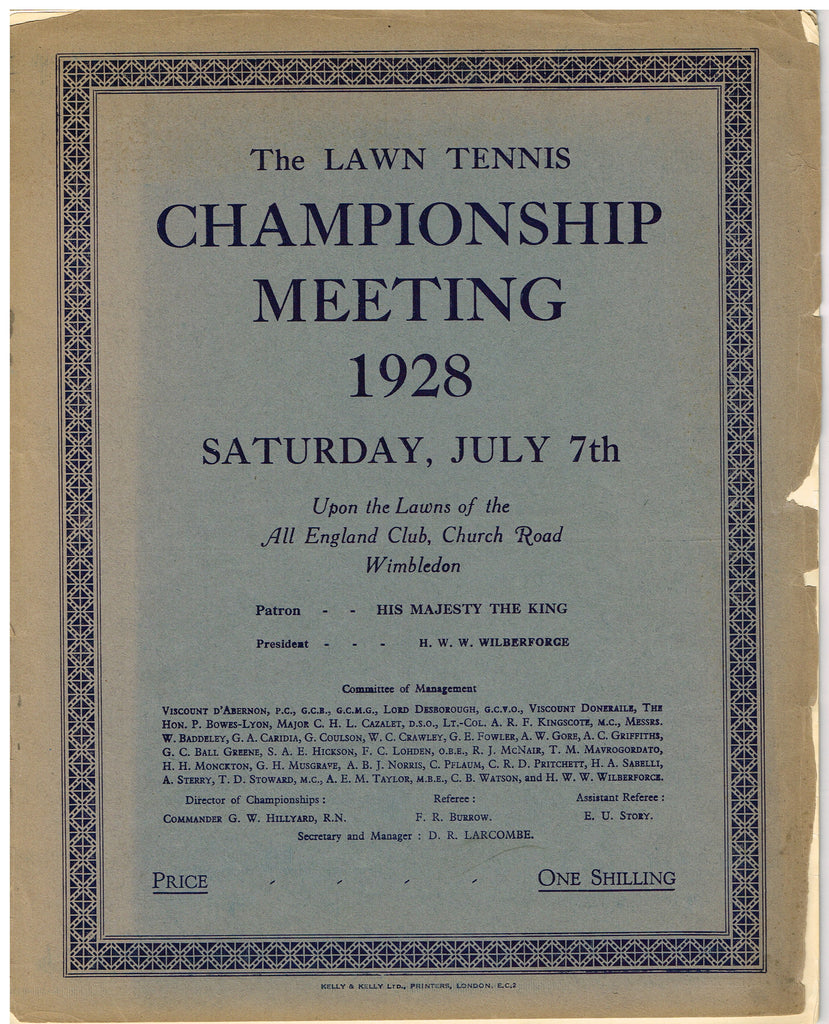 The LAWN TENNIS
CHAMPIONSHIP
MEETING
1928
SATURDAY, JULY 7th
Upon the Lawns of the
All England Club, Church Road
Wimbledon
Patron - - HIS MAJESTY THE KING
President - - - H. W. W. WILBERFORCE
Committee of Management
VISCOUNT D'ABERNON, P.C., G.C.B., G.C.M.G., LORD DESBOROUGH, G.C.V.O., VISCOUNT DONERAILE, THE
HON. P. BOWES-LYON, MAJOR C. H. L. CAZALET, D.S.O., LT.-COL. A. R. F. KINGSCOTE, M.C., MESSRS.
W. BADDELEY, G. A. CARIDIA, G. COULSON, W. C. CRAWLEY, G. E. FOWLER, A. W. GORE, A. C. GRIFFITHS,
G. C. BALL GREENE, S. A. E. HICKSON, F. C. LOHDEN, O.B.E., R. J. MCNAIR, T. M. MAVROGORDATO,
H. H. MONCKTON, G. H. MUSGRAVE, A. B. J. NORRIS, C. PFLAUM, C. R. D. PRITCHETT, H. A. SABELLI,
A. STERRY, T. D. STOWARD, M.C., A. E. M. TAYLOR, M.B.E., C. B. WATSON, and H. W. W. WILBERFORCE.
Director of Championships : Referee : Assistant Referee :
COMMANDER G. W. HILLYARD, R.N. F. R. BURROW. E. U. STORY.
Secretary and Manager : D. R. LARCOMBE.
PRICE - - - - ONE SHILLING
KELLY & KELLY LTD., PRINTERS, LONDON, E.C.2